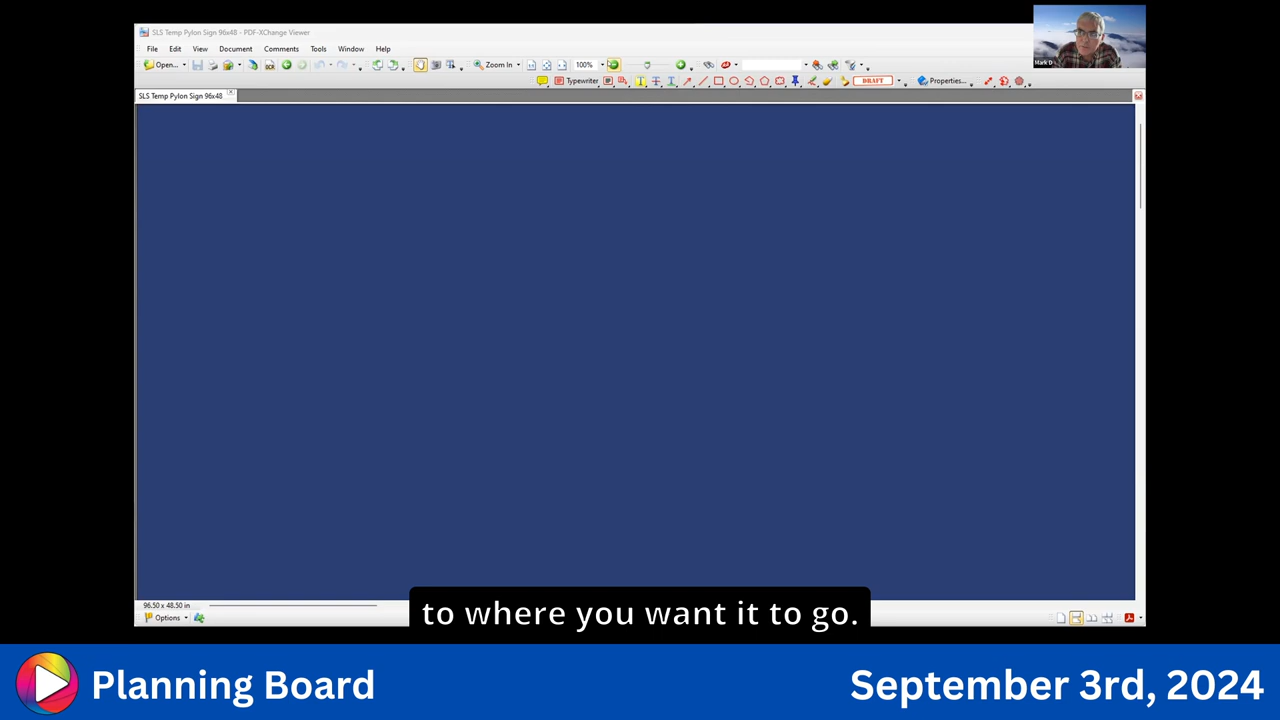 SLS Temp Pylon Sign 96x48 - PDF-XChange Viewer
File Edit View Document Comments Tools Window Help
Open... 100% Zoom In
Typewriter DRAFT Properties...
SLS Temp Pylon Sign 96x48
Mark D
96.50 x 48.50 in
Options
to where you want it to go.
Planning Board
September 3rd, 2024